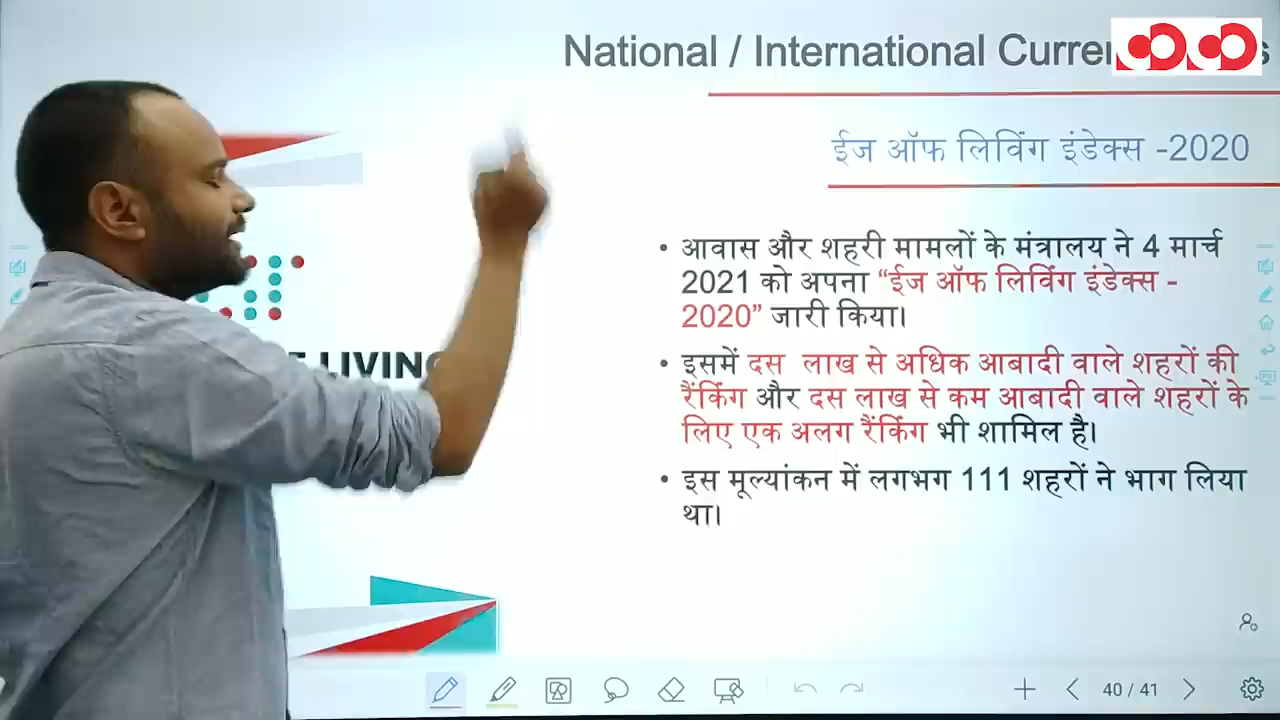 National / International
ईज ऑफ लिविंग इंडेक्स -2020
• आवास और शहरी मामलों के मंत्रालय ने 4 मार्च
2021 को अपना “ईज ऑफ लिविंग इंडेक्स -
2020” जारी किया।
• इसमें दस लाख से अधिक आबादी वाले शहरों की
रैंकिंग और दस लाख से कम आबादी वाले शहरों के
लिए एक अलग रैंकिंग भी शामिल है।
• इस मूल्यांकन में लगभग 111 शहरों ने भाग लिया
था।
LIVING
40 / 41